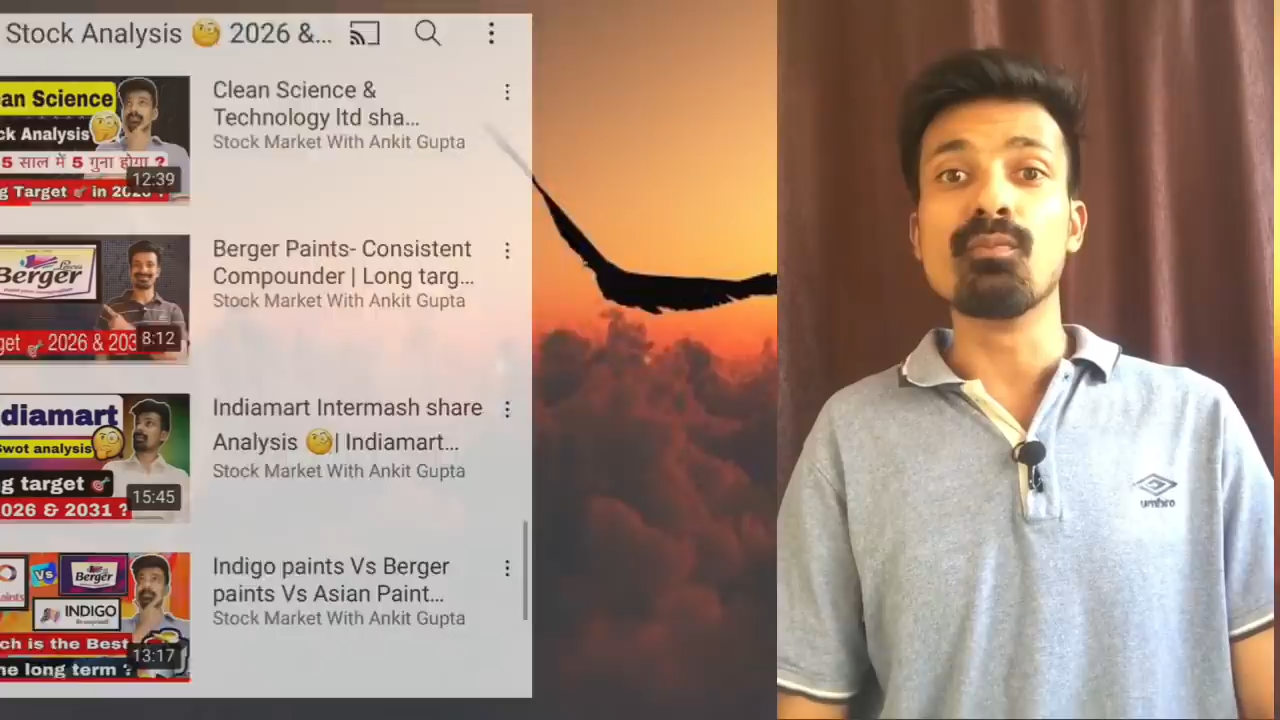 Stock Analysis 🧐 2026 &...
an Science
ck Analysis
5 साल में 5 गुना होगा ?
g Target 🎯 in 2026 ?
12:39
Clean Science &
Technology ltd sha...
Stock Market With Ankit Gupta
Berger
get 🎯 2026 & 203
8:12
Berger Paints- Consistent
Compounder | Long targ...
Stock Market With Ankit Gupta
diamart
Swot analysis
g target 🎯
026 & 2031 ?
15:45
Indiamart Intermash share
Analysis 🧐| Indiamart...
Stock Market With Ankit Gupta
aints
VS
Berger
INDIGO
ch is the Best
he long term ?
13:17
Indigo paints Vs Berger
paints Vs Asian Paint...
Stock Market With Ankit Gupta
umbro